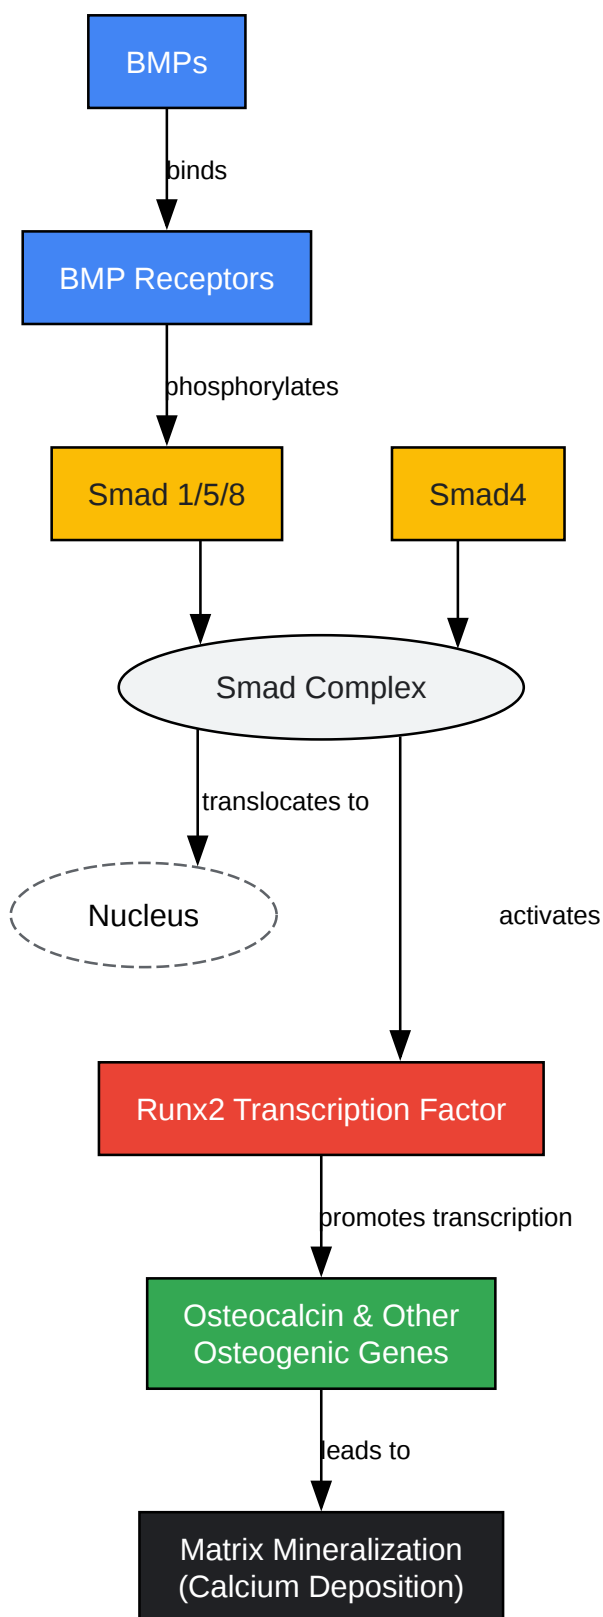 BMPs
binds
BMP Receptors
phosphorylates
Smad 1/5/8
Smad4
Smad Complex
translocates to
Nucleus
activates
Runx2 Transcription Factor
promotes transcription
Osteocalcin & Other
Osteogenic Genes
leads to
Matrix Mineralization
(Calcium Deposition)